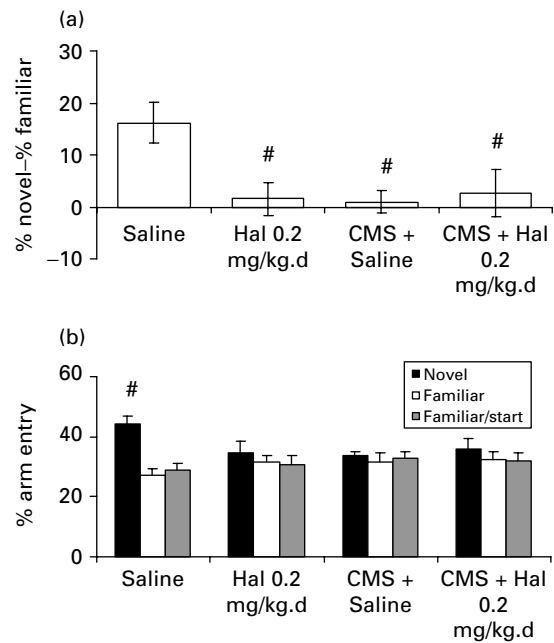 (a)
% novel–% familiar
30
20
10
0
–10
#
#
#
Saline
Hal 0.2
mg/kg.d
CMS +
Saline
CMS + Hal
0.2
mg/kg.d
(b)
% arm entry
60
40
20
0
#
Novel
Familiar
Familiar/start
Saline
Hal 0.2
mg/kg.d
CMS +
Saline
CMS + Hal
0.2
mg/kg.d